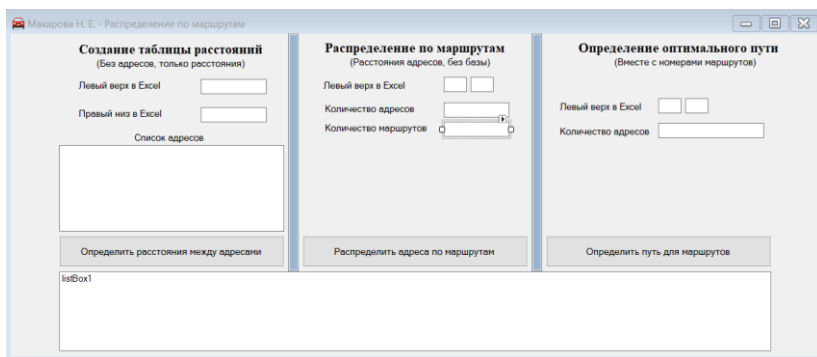 Макарова Н. Е. - Распределение по маршрутам
Создание таблицы расстояний
(Без адресов, только расстояния)
Левый верх в Excel
Правый низ в Excel
Список адресов
Определить расстояния между адресами
Распределение по маршрутам
(Расстояния адресов, без базы)
Левый верх в Excel
Количество адресов
Количество маршрутов
Распределить адреса по маршрутам
Определение оптимального пути
(Вместе с номерами маршрутов)
Левый верх в Excel
Количество адресов
Определить путь для маршрутов
listBox1